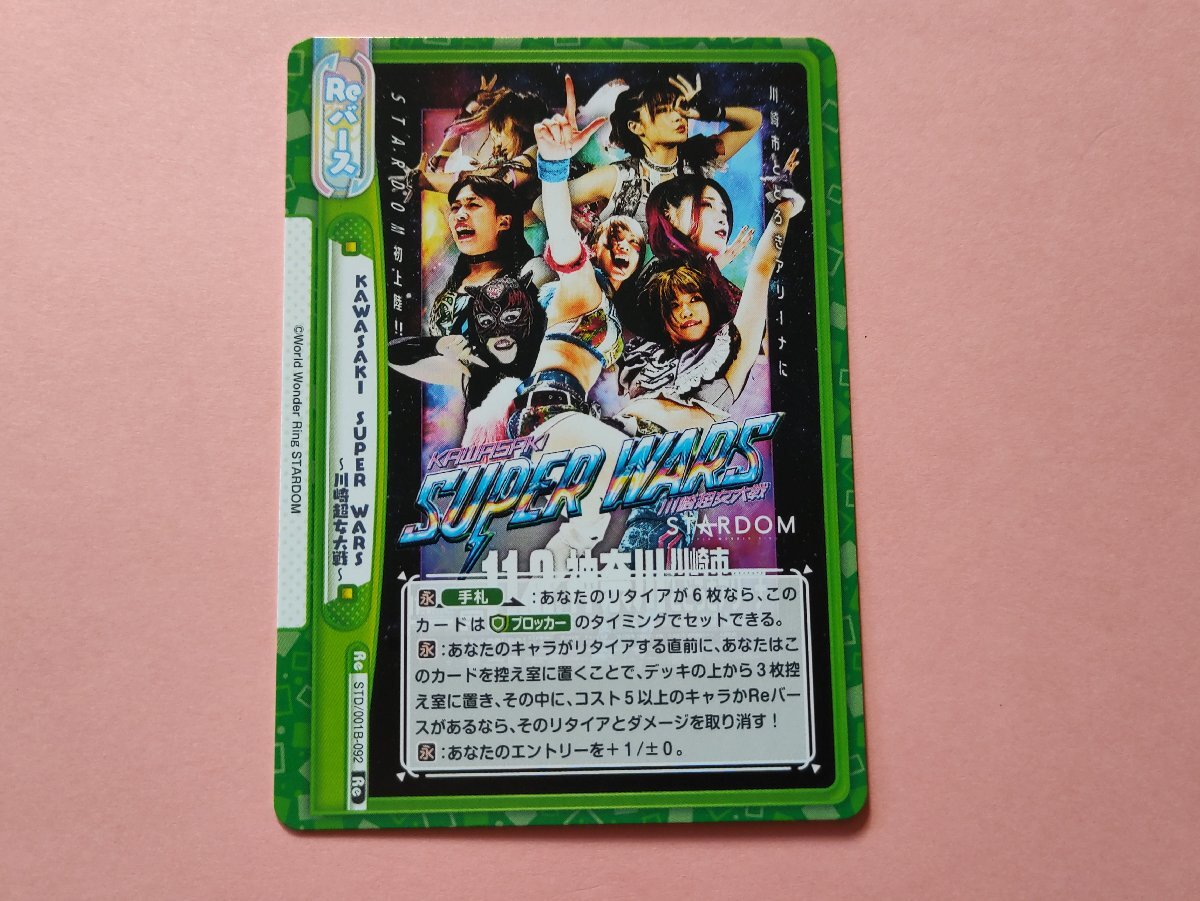 Reバース
KAWASAKI SUPER WARS
~川崎超女大戦~
©World Wonder Ring STARDOM
Re STD/001B-092 Re
STARDOM初上陸!!
川崎市とどろきアリーナに
KAWASAKI
SUPER WARS
川崎超女大戦
STARDOM
神奈川 川崎市
永 手札 :あなたのリタイアが6枚なら、この
カードは ブロッカー のタイミングでセットできる。
永 :あなたのキャラがリタイアする直前に、あなたはこ
のカードを控え室に置くことで、デッキの上から3枚控
え室に置き、その中に、コスト5以上のキャラかReバー
スがあるなら、そのリタイアとダメージを取り消す!
永 :あなたのエントリーを+1/±0。